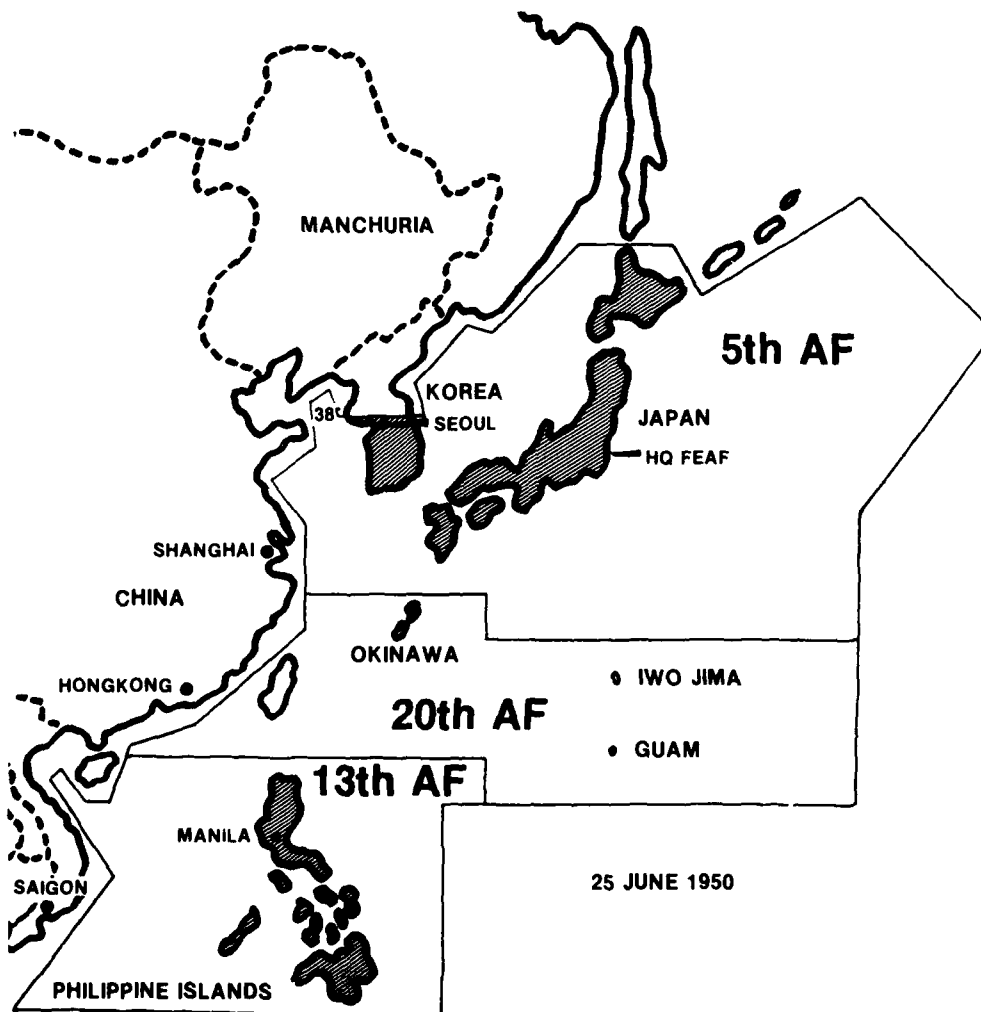 MANCHURIA
5th AF
KOREA
38°
SEOUL
JAPAN
HQ FEAF
SHANGHAI
CHINA
OKINAWA
HONGKONG
IWO JIMA
20th AF
GUAM
13th AF
MANILA
SAIGON
25 JUNE 1950
PHILIPPINE ISLANDS